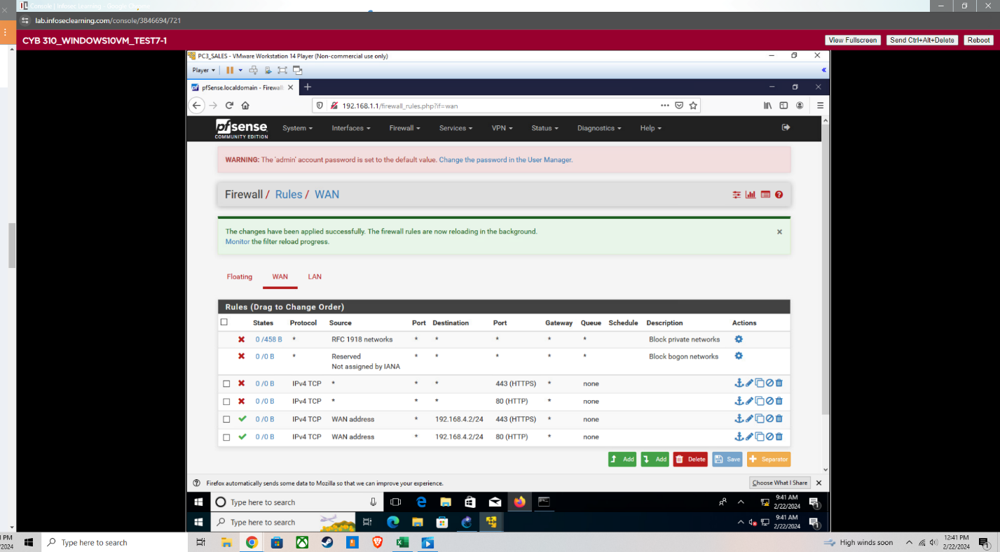 Console | Infosec Learning - Google Chrome
lab.infoseclearning.com/console/3846694/721
CYB 310_WINDOWS10VM_TEST7-1
View Fullscreen Send Ctrl+Alt+Delete Reboot
PC3_SALES - VMware Workstation 14 Player (Non-commercial use only)
Player
pfSense.localdomain - Firewall
192.168.1.1/firewall_rules.php?if=wan
pfsense
COMMUNITY EDITION
System Interfaces Firewall Services VPN Status Diagnostics Help
WARNING: The 'admin' account password is set to the default value. Change the password in the User Manager.
Firewall / Rules / WAN
The changes have been applied successfully. The firewall rules are now reloading in the background.
Monitor the filter reload progress.
Floating WAN LAN
Rules (Drag to Change Order)
States Protocol Source Port Destination Port Gateway Queue Schedule Description Actions
0 /458 B * RFC 1918 networks * * * * * Block private networks
0 /0 B * Reserved * * * * * Block bogon networks
Not assigned by IANA
0 /0 B IPv4 TCP * * * 443 (HTTPS) * none
0 /0 B IPv4 TCP * * * 80 (HTTP) * none
0 /0 B IPv4 TCP WAN address * 192.168.4.2/24 443 (HTTPS) * none
0 /0 B IPv4 TCP WAN address * 192.168.4.2/24 80 (HTTP) * none
Add Add Delete Save Separator
Firefox automatically sends some data to Mozilla so that we can improve your experience. Choose What I Share
Type here to search 9:41 AM
2/22/2024
Type here to search 9:41 AM
2/22/2024
PM
2024
Type here to search High winds soon 12:41 PM
2/22/2024